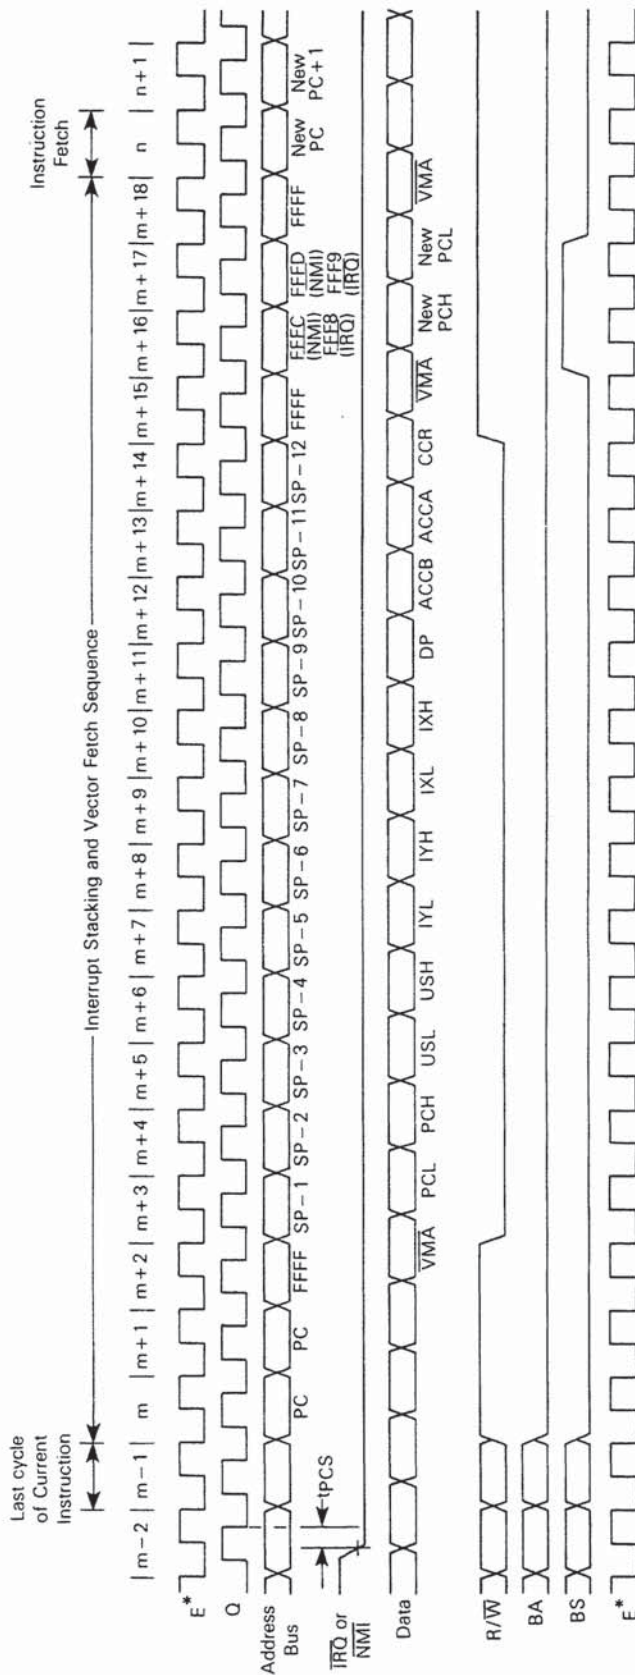 Last cycle
of Current
Instruction
Interrupt Stacking and Vector Fetch Sequence
Instruction
Fetch
| m − 2 | m − 1 | m | m + 1 | m + 2 | m + 3 | m + 4 | m + 5 | m + 6 | m + 7 | m + 8 | m + 9 | m + 10 | m + 11 | m + 12 | m + 13 | m + 14 | m + 15 | m + 16 | m + 17 | m + 18 | n | n + 1 |
E*
Q
Address
Bus
PC PC FFFF SP − 1 SP − 2 SP − 3 SP − 4 SP − 5 SP − 6 SP − 7 SP − 8 SP − 9 SP − 10 SP − 11 SP − 12 FFFF
FFFC
(NMI)
FFF8
(IRQ)
FFFD
(NMI)
FFF9
(IRQ)
FFFF
New
PC
New
PC + 1
tPCS
IRQ or
NMI
Data
VMA PCL PCH USL USH IYL IYH IXL IXH DP ACCB ACCA CCR VMA
New
PCH
New
PCL
VMA
R/W
BA
BS
E*